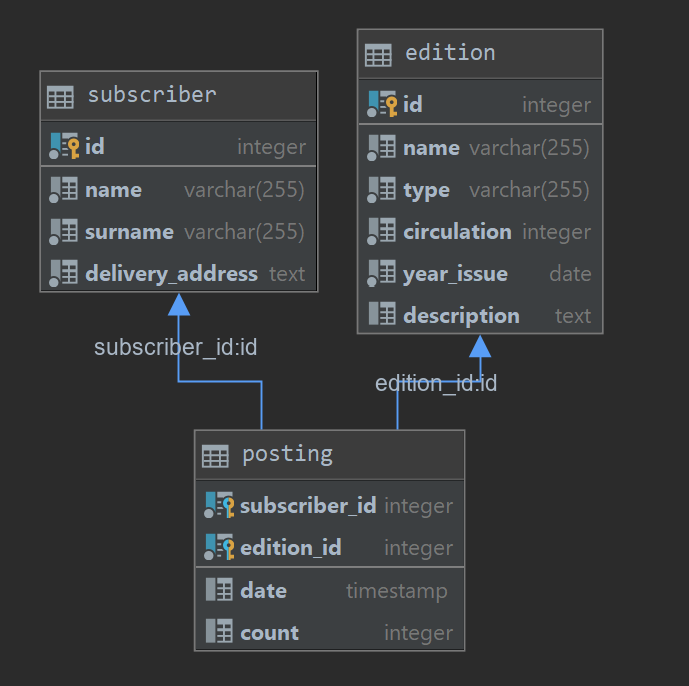 subscriber
id integer
name varchar(255)
surname varchar(255)
delivery_address text
edition
id integer
name varchar(255)
type varchar(255)
circulation integer
year_issue date
description text
subscriber_id:id
edition_id:id
posting
subscriber_id integer
edition_id integer
date timestamp
count integer